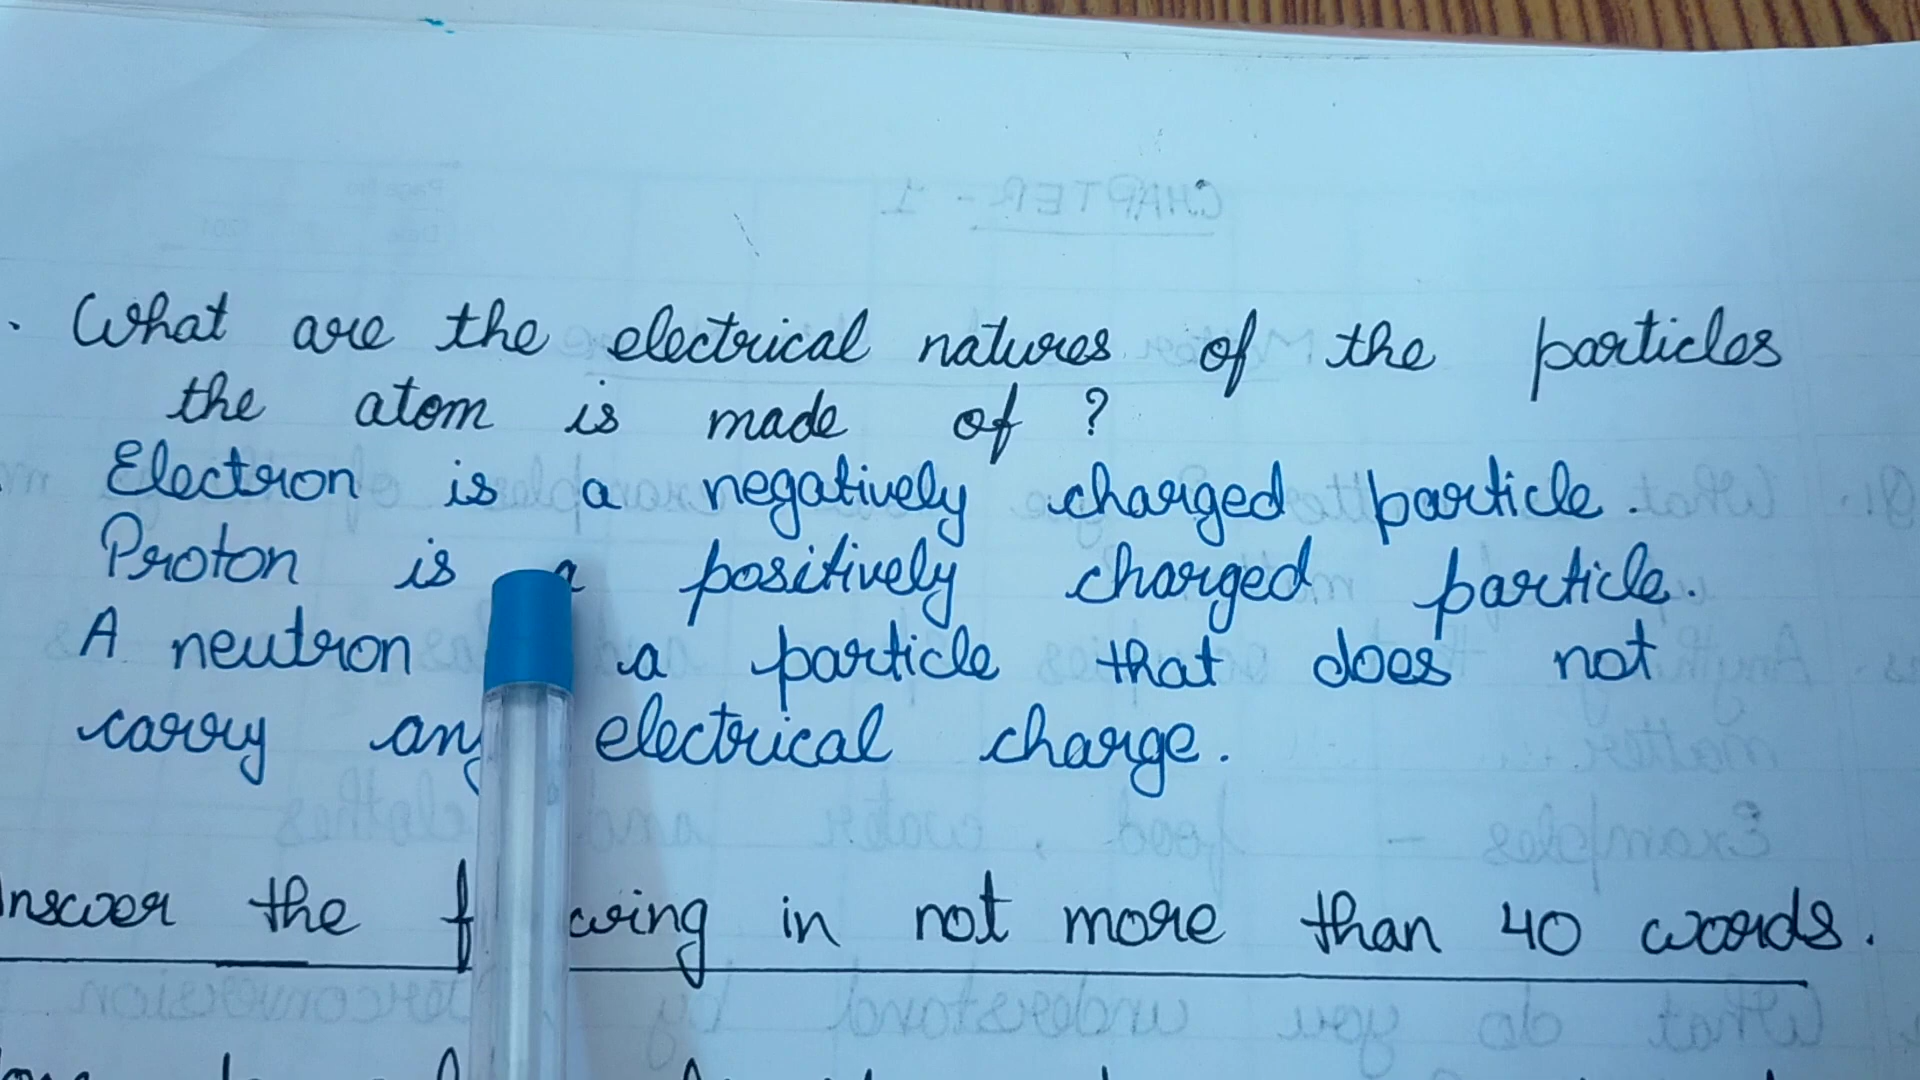 What are the electrical natures of the particles
the atom is made of ?
Electron is a negatively charged particle.
Proton is a positively charged particle.
A neutron a particle that does not
carry any electrical charge.
the in not more than 40 words.